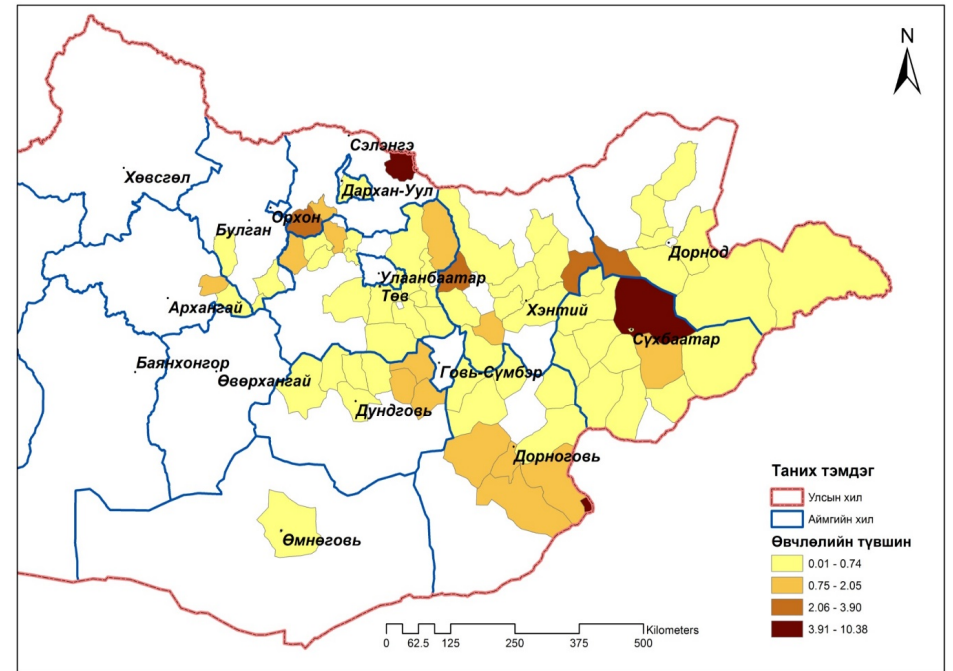 N
Сэлэнгэ
Хөвсгөл
Дархан-Уул
Орхон
Булган
Дорнод
Улаанбаатар
Төв
Архангай
Хэнтий
Сүхбаатар
Баянхонгор
Өвөрхангай
Говь-Сүмбэр
Дундговь
Дорноговь
Өмнөговь
Таних тэмдэг
Улсын хил
Аймгийн хил
Өвчлөлийн түвшин
0.01 - 0.74
0.75 - 2.05
2.06 - 3.90
3.91 - 10.38
Kilometers
0 62.5 125 250 375 500